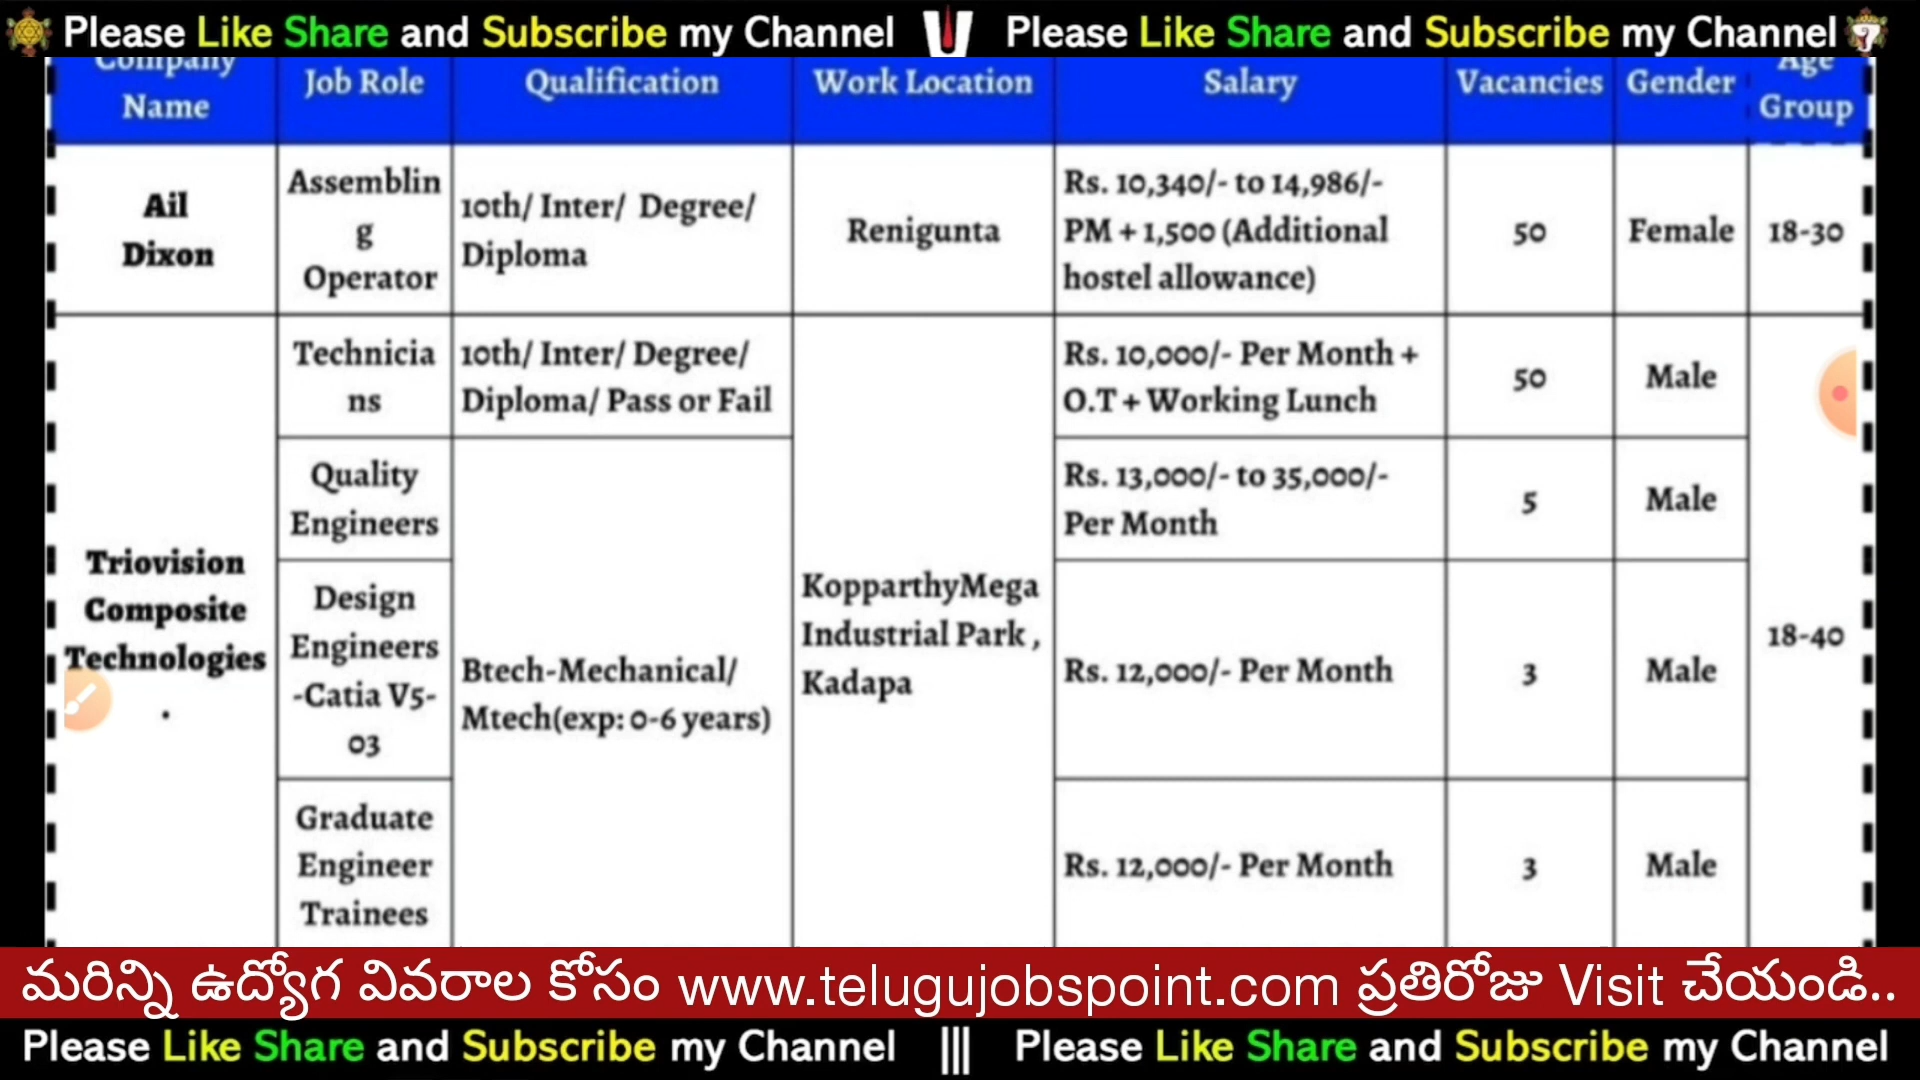 Please Like Share and Subscribe my Channel Please Like Share and Subscribe my Channel
Company Name
Job Role
Qualification
Work Location
Salary
Vacancies
Gender
Age Group
Ail
Dixon
Assemblin
g
Operator
10th/ Inter/ Degree/
Diploma
Renigunta
Rs. 10,340/- to 14,986/-
PM + 1,500 (Additional
hostel allowance)
50
Female
18-30
Triovision
Composite
Technologies
.
Technicia
ns
10th/ Inter/ Degree/
Diploma/ Pass or Fail
KopparthyMega
Industrial Park ,
Kadapa
Rs. 10,000/- Per Month +
O.T + Working Lunch
50
Male
18-40
Quality
Engineers
Btech-Mechanical/
Mtech(exp: 0-6 years)
Rs. 13,000/- to 35,000/-
Per Month
5
Male
Design
Engineers
-Catia V5-
03
Rs. 12,000/- Per Month
3
Male
Graduate
Engineer
Trainees
Rs. 12,000/- Per Month
3
Male
మరిన్ని ఉద్యోగ వివరాల కోసం www.telugujobspoint.com ప్రతిరోజు Visit చేయండి..
Please Like Share and Subscribe my Channel ||| Please Like Share and Subscribe my Channel